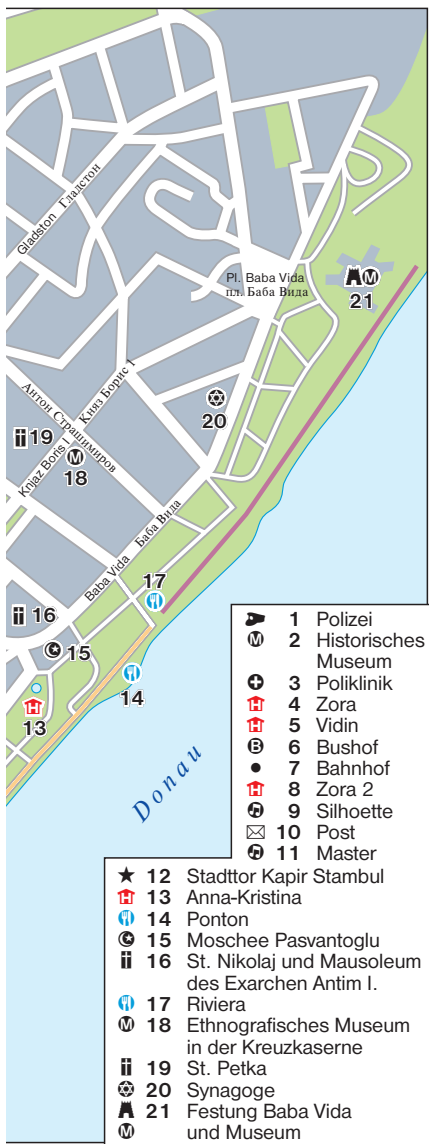 Gladston Гладстон
Pl. Baba Vida
пл. Баба Вида
21
20
Антон Страшимиров
Knjaz Boris I Княз Борис 1
19
18
Baba Vida Баба Вида
17
16
15
14
13
Donau
1 Polizei
2 Historisches
Museum
3 Poliklinik
4 Zora
5 Vidin
6 Bushof
7 Bahnhof
8 Zora 2
9 Silhoette
10 Post
11 Master
12 Stadttor Kapir Stambul
13 Anna-Kristina
14 Ponton
15 Moschee Pasvantoglu
16 St. Nikolaj und Mausoleum
des Exarchen Antim I.
17 Riviera
18 Ethnografisches Museum
in der Kreuzkaserne
19 St. Petka
20 Synagoge
21 Festung Baba Vida
und Museum